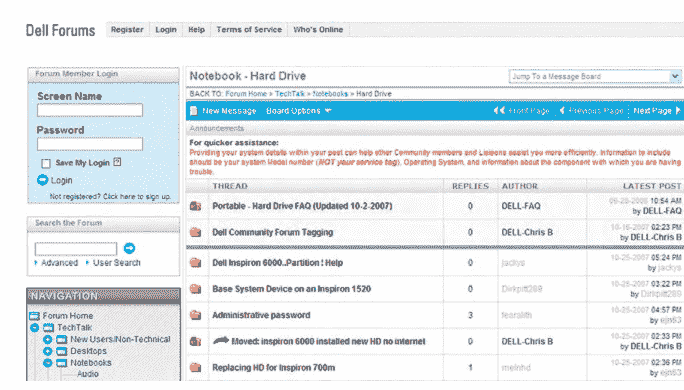 Dell Forums
Register Login Help Terms of Service Who's Online
Forum Member Login
Screen Name
Password
Save My Login ?
Login
Not registered? Click here to sign up.
Search the Forum
Advanced User Search
NAVIGATION
Forum Home
TechTalk
New Users/Non-Technical
Desktops
Notebooks
Audio
Notebook - Hard Drive
Jump To a Message Board
BACK TO: Forum Home » TechTalk » Notebooks » Hard Drive
New Message Board Options Front Page Previous Page Next Page
Announcements
For quicker assistance:
Providing your system details within your post can help other Community members and Liaisons assist you more efficiently. Information to include
should be your system Model number (NOT your service tag), Operating System, and information about the component with which you are having
trouble.
THREAD REPLIES AUTHOR LATEST POST
Portable - Hard Drive FAQ (Updated 10-2-2007) 0 DELL-FAQ 10:54 AM
by DELL-FAQ
Dell Community Forum Tagging 0 DELL-Chris B 02:23 PM
by DELL-Chris B
Dell Inspiron 6000..Partition ! Help 0 jackys 10-25-2007 05:24 PM
by jackys
Base System Device on an Inspiron 1520 0 Dirkpitt289 10-25-2007 03:22 PM
by Dirkpitt289
Administrative password 3 10-25-2007 04:57 PM
by
Moved: inspiron 6000 installed new HD no internet 0 DELL-Chris B 10-25-2007 02:33 PM
by DELL-Chris B
Replacing HD for Inspiron 700m 1 10-25-2007 02:36 PM
by